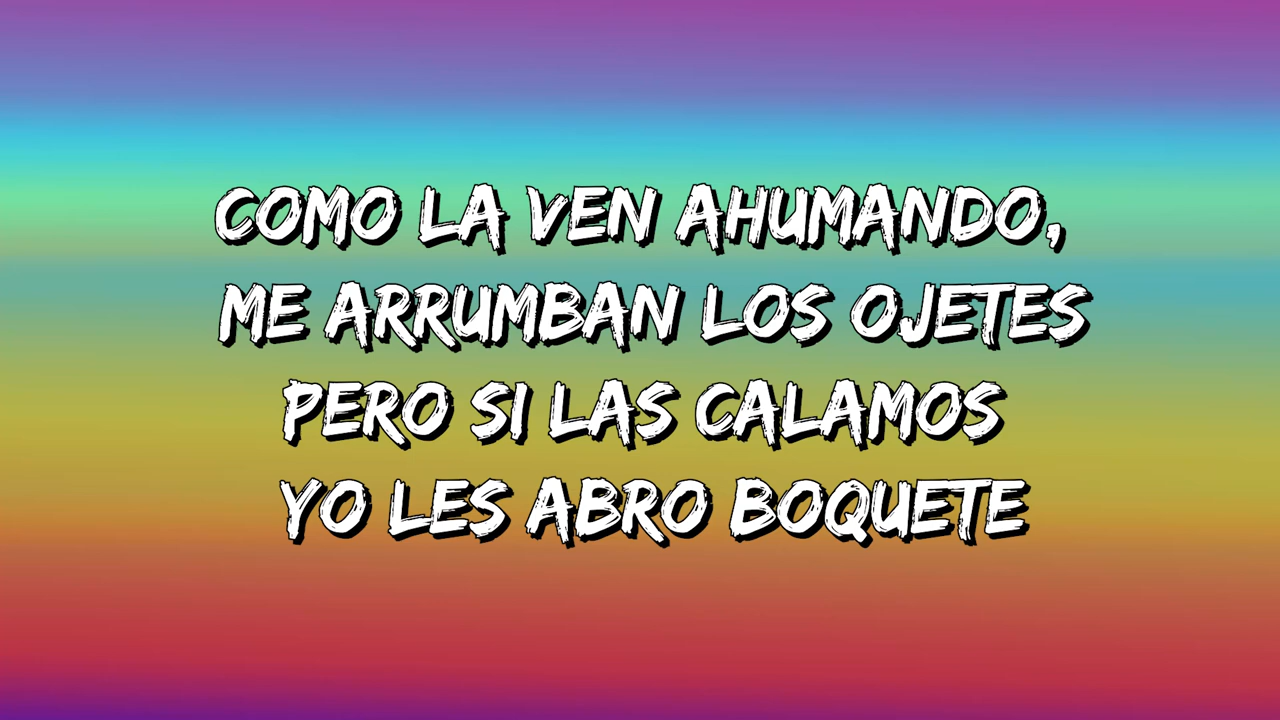 COMO LA VEN AHUMANDO,
ME ARRUMBAN LOS OJETES
PERO SI LAS CALAMOS
YO LES ABRO BOQUETE